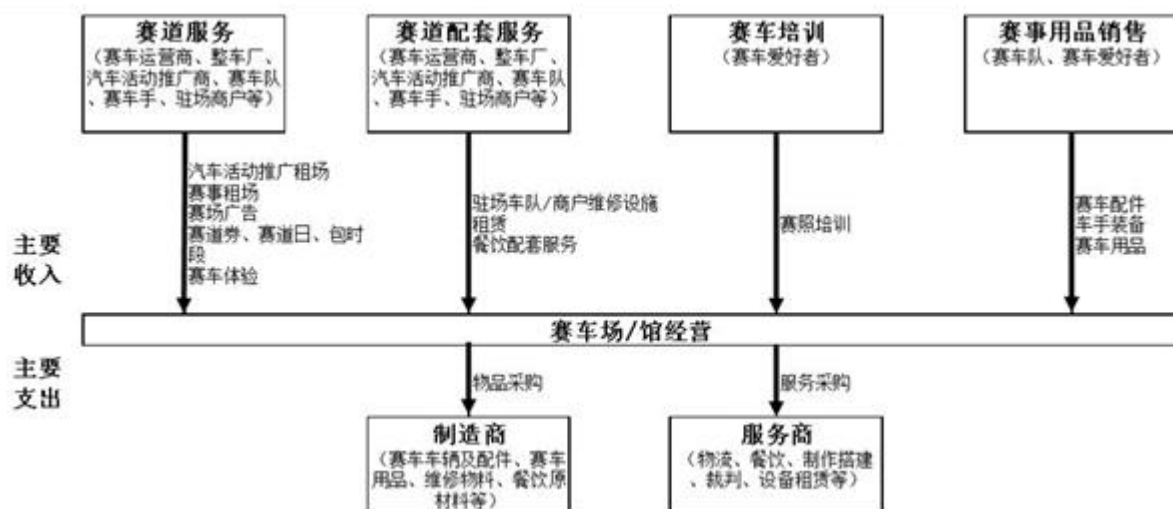 赛道服务
（赛车运营商、整车厂、
汽车活动推广商、赛车队
、赛车手、驻场商户等）
赛道配套服务
（赛车运营商、整车厂、
汽车活动推广商、赛车队
、赛车手、驻场商户等）
赛车培训
（赛车爱好者）
赛事用品销售
（赛车队、赛车爱好者）
汽车活动推广租场
赛事租场
赛场广告
赛道券、赛道日、包时
段
赛车体验
驻场车队/商户维修设施
租赁
餐饮配套服务
赛照培训
赛车配件
车手装备
赛车用品
主要
收入
赛车场/馆经营
主要
支出
物品采购
服务采购
制造商
（赛车车辆及配件、赛车
用品、维修物料、餐饮原
材料等）
服务商
（物流、餐饮、制作搭建
、裁判、设备租赁等）